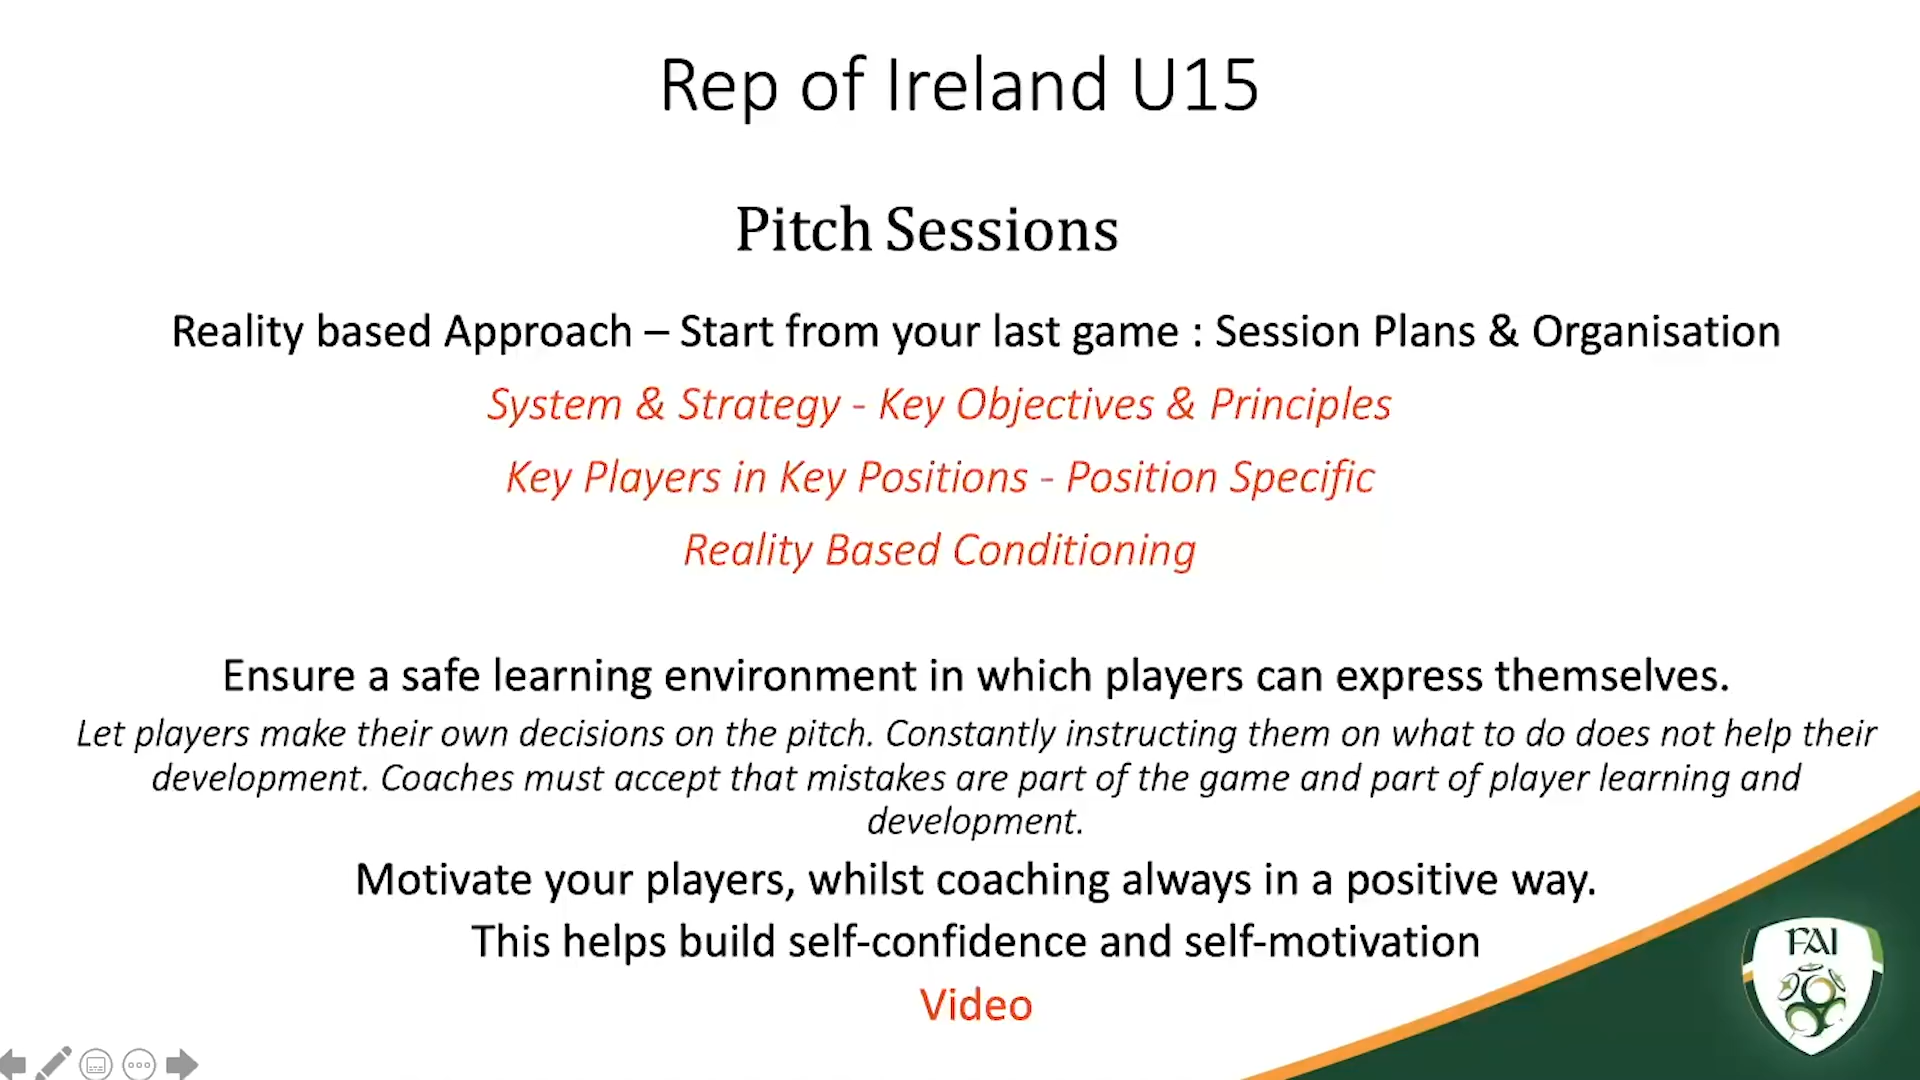 Rep of Ireland U15
Pitch Sessions
Reality based Approach – Start from your last game : Session Plans & Organisation
System & Strategy - Key Objectives & Principles
Key Players in Key Positions - Position Specific
Reality Based Conditioning
Ensure a safe learning environment in which players can express themselves.
Let players make their own decisions on the pitch. Constantly instructing them on what to do does not help their
development. Coaches must accept that mistakes are part of the game and part of player learning and
development.
Motivate your players, whilst coaching always in a positive way.
This helps build self-confidence and self-motivation
Video
FAI